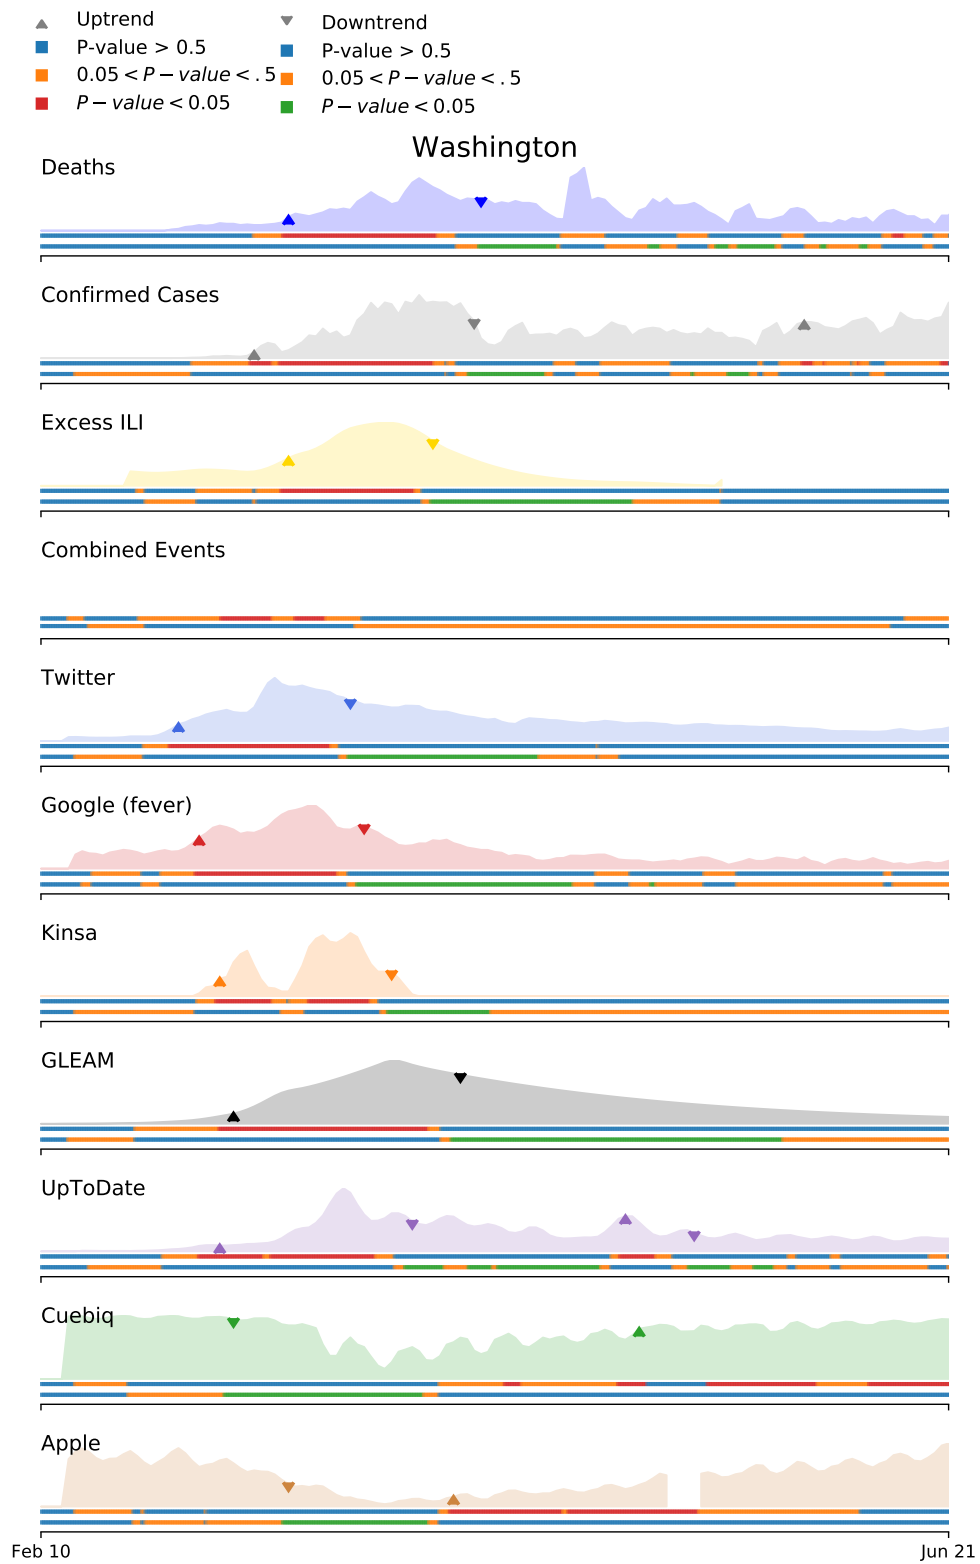 Uptrend
P-value > 0.5
0.05 < P − value < .5
P − value < 0.05
Downtrend
P-value > 0.5
0.05 < P − value < .5
P − value < 0.05
Washington
Deaths
Confirmed Cases
Excess ILI
Combined Events
Twitter
Google (fever)
Kinsa
GLEAM
UpToDate
Cuebiq
Apple
Feb 10
Jun 21